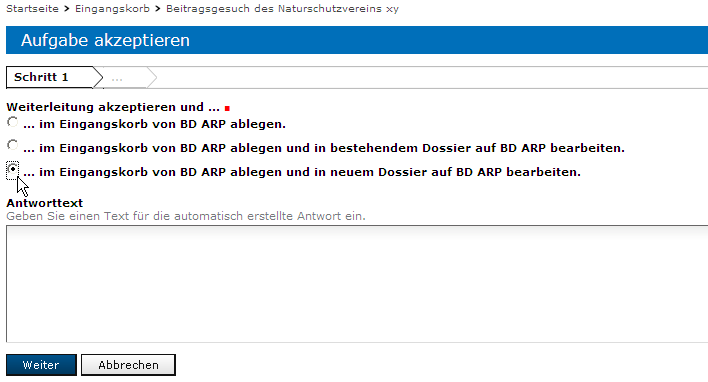 Startseite > Eingangskorb > Beitragsgesuch des Naturschutzvereins xy
Aufgabe akzeptieren
Schritt 1 ...
Weiterleitung akzeptieren und ...
... im Eingangskorb von BD ARP ablegen.
... im Eingangskorb von BD ARP ablegen und in bestehendem Dossier auf BD ARP bearbeiten.
... im Eingangskorb von BD ARP ablegen und in neuem Dossier auf BD ARP bearbeiten.
Antworttext
Geben Sie einen Text für die automatisch erstellte Antwort ein.
Weiter Abbrechen